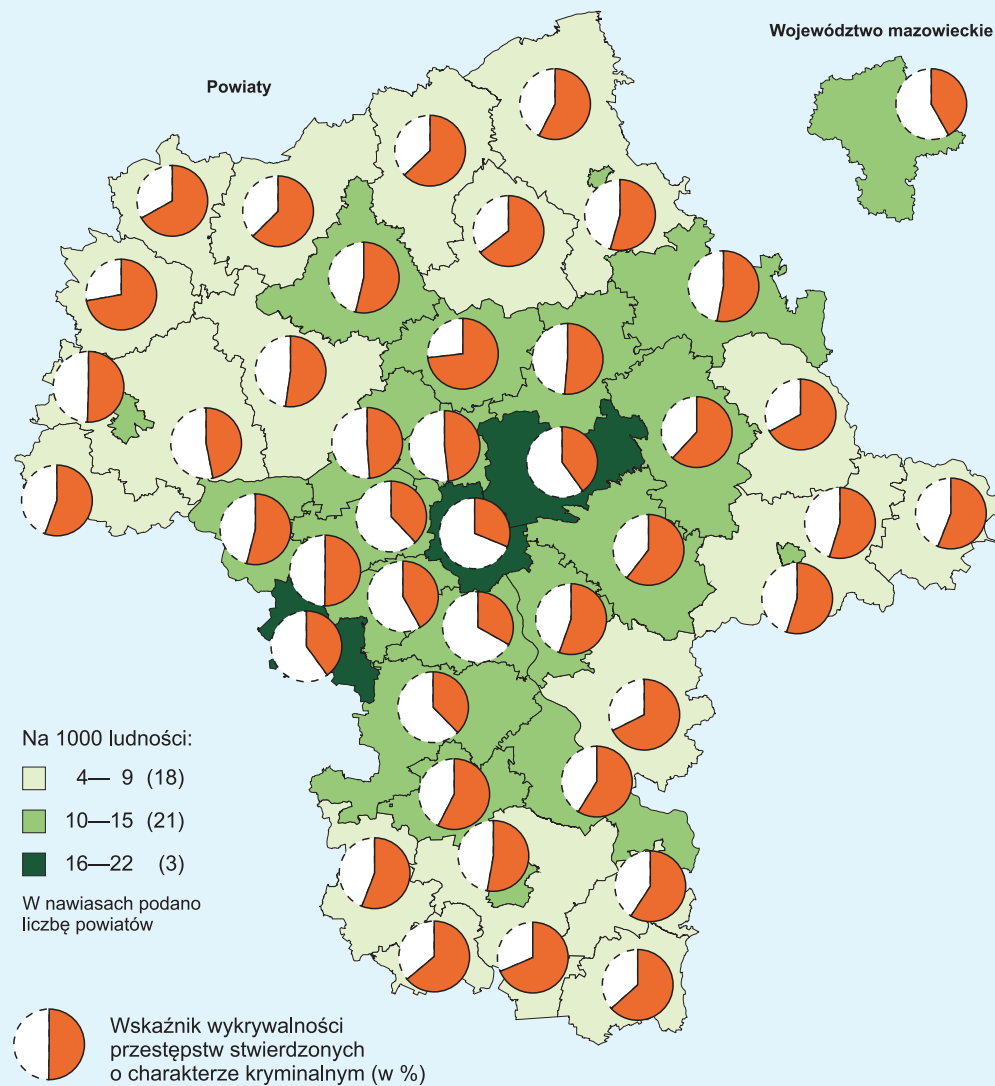 Województwo mazowieckie
Powiaty
Na 1000 ludności:
4— 9 (18)
10—15 (21)
16—22 (3)
W nawiasach podano
liczbę powiatów
Wskaźnik wykrywalności
przestępstw stwierdzonych
o charakterze kryminalnym (w %)